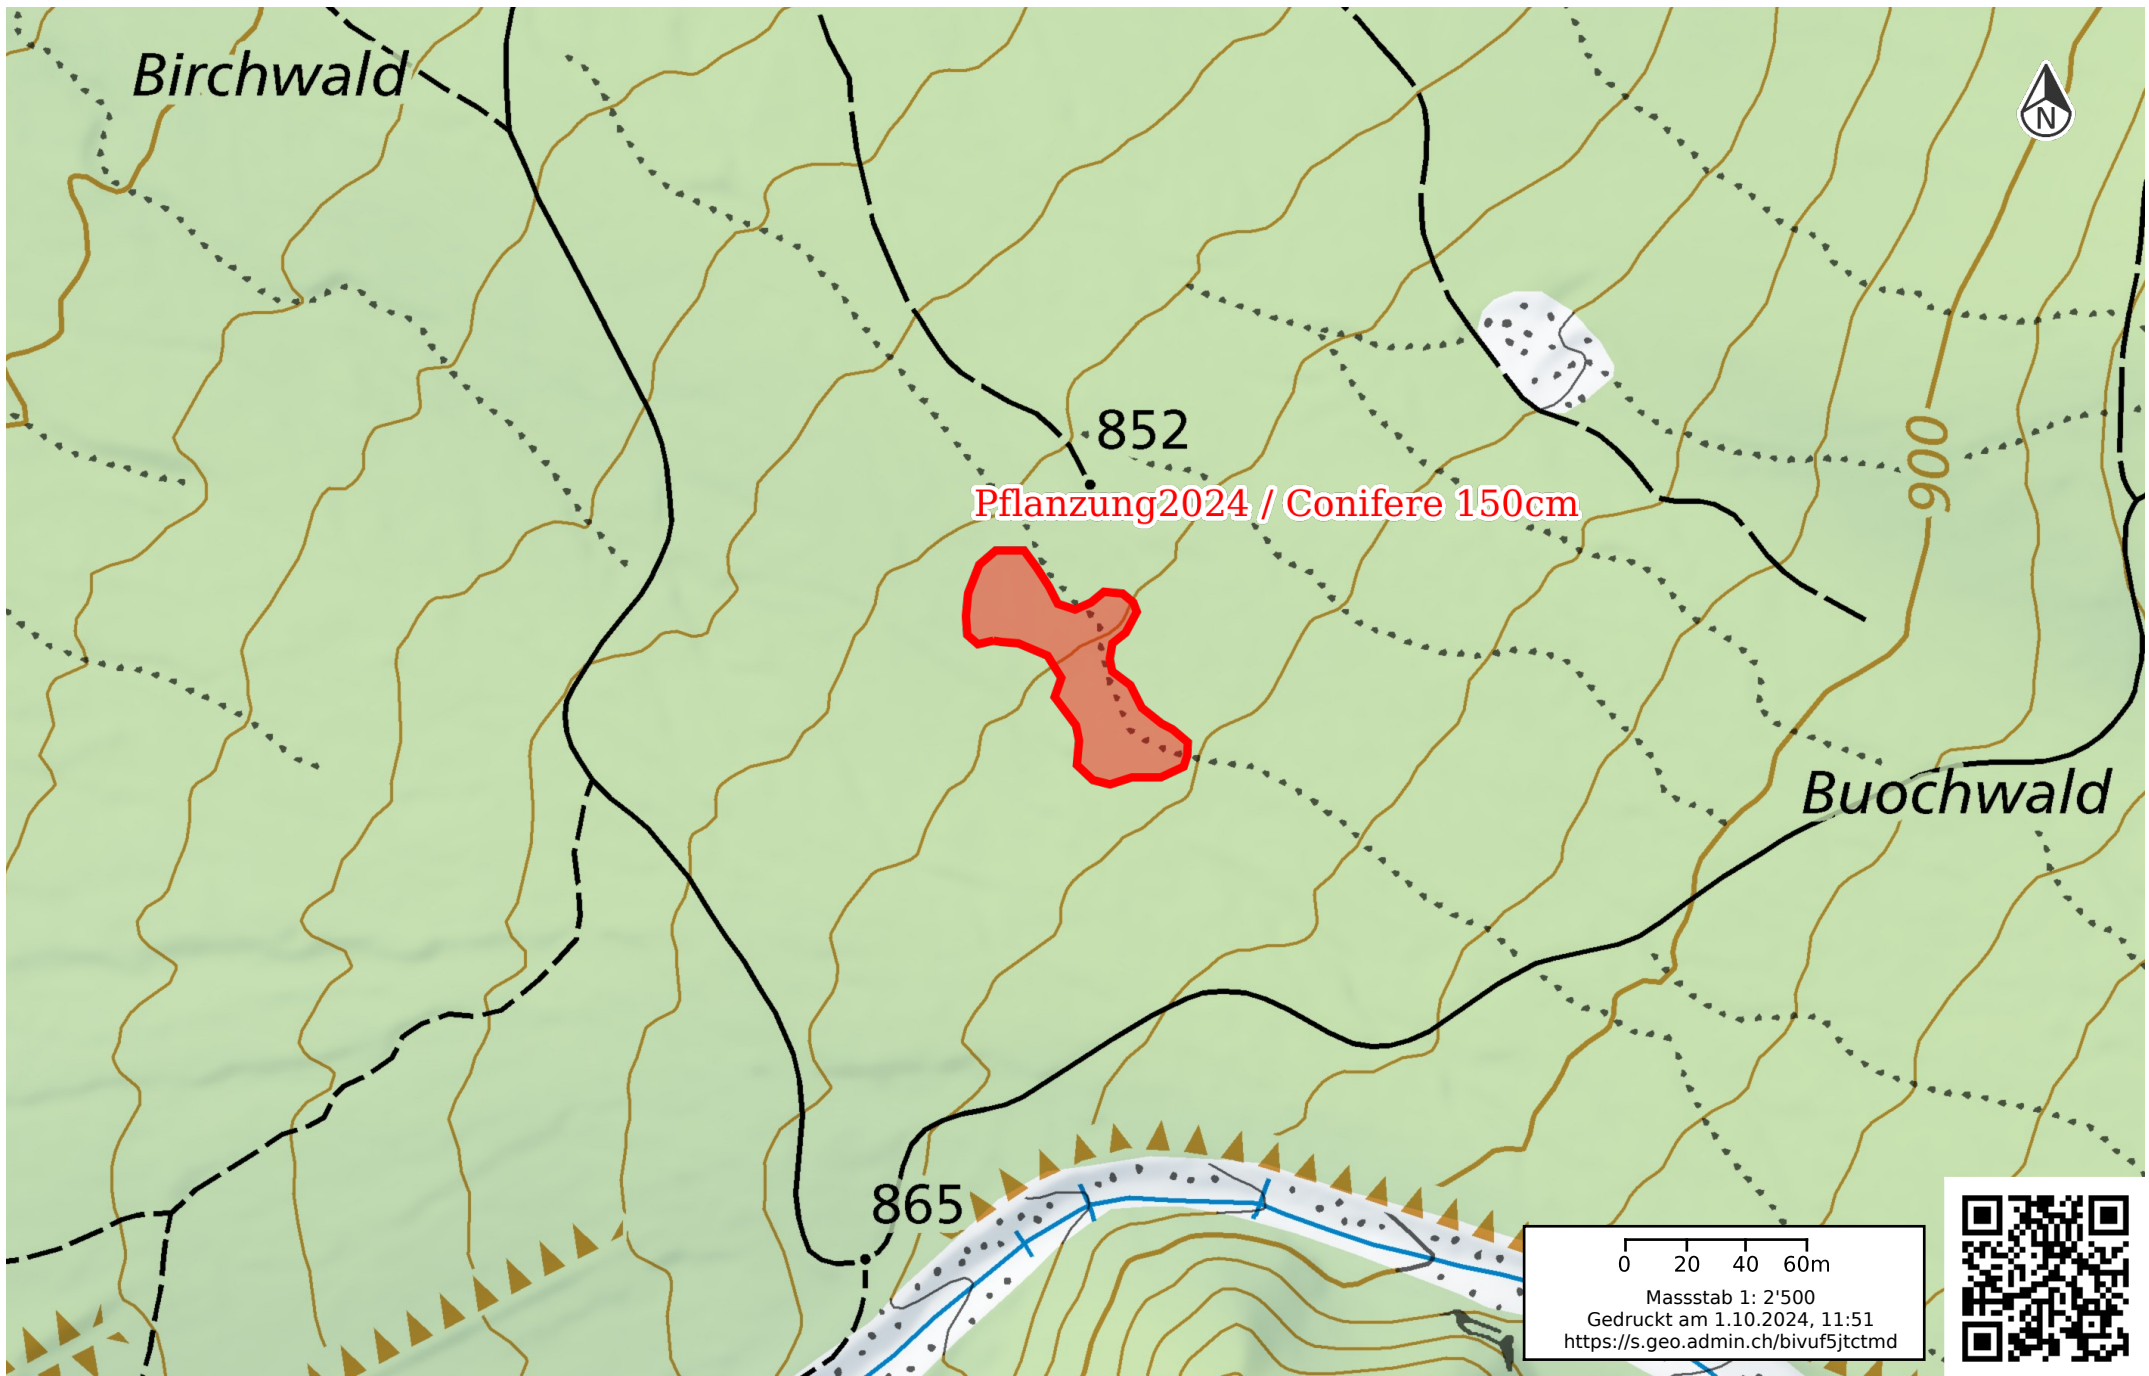 Birchwald
N
852
900
Pflanzung2024 / Conifere 150cm
Buochwald
865
0 20 40 60m
Massstab 1: 2'500
Gedruckt am 1.10.2024, 11:51
https://s.geo.admin.ch/bivuf5jtctmd